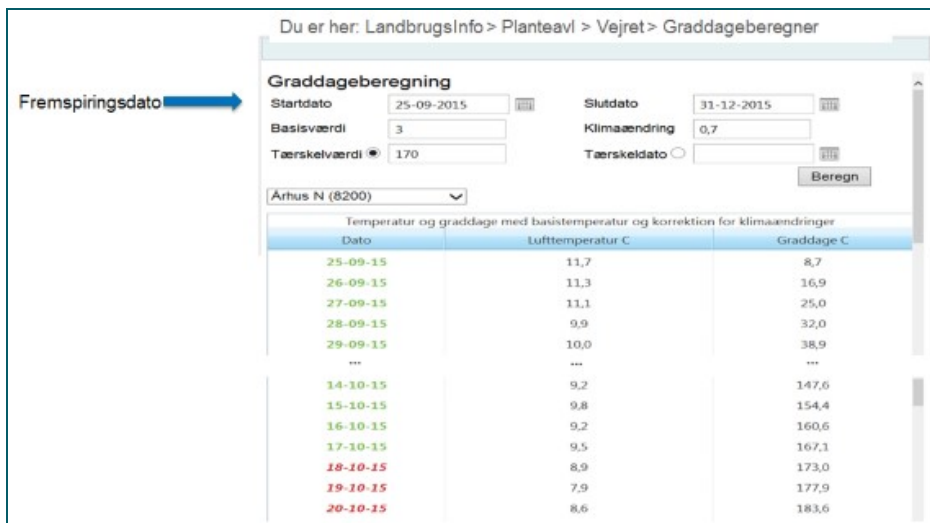 Du er her: LandbrugsInfo > Planteavl > Vejret > Graddageberegner
Graddageberegning
Fremspiringsdato
Startdato 25-09-2015 Slutdato 31-12-2015
Basisværdi 3 Klimaændring 0,7
Tærskelværdi 170 Tærskeldato
Beregn
Århus N (8200)
Temperatur og graddage med basistemperatur og korrektion for klimaændringer
Dato Lufttemperatur C Graddage C
25-09-15 11,7 8,7
26-09-15 11,3 16,9
27-09-15 11,1 25,0
28-09-15 9,9 32,0
29-09-15 10,0 38,9
... ... ...
14-10-15 9,2 147,6
15-10-15 9,8 154,4
16-10-15 9,2 160,6
17-10-15 9,5 167,1
18-10-15 8,9 173,0
19-10-15 7,9 177,9
20-10-15 8,6 183,6